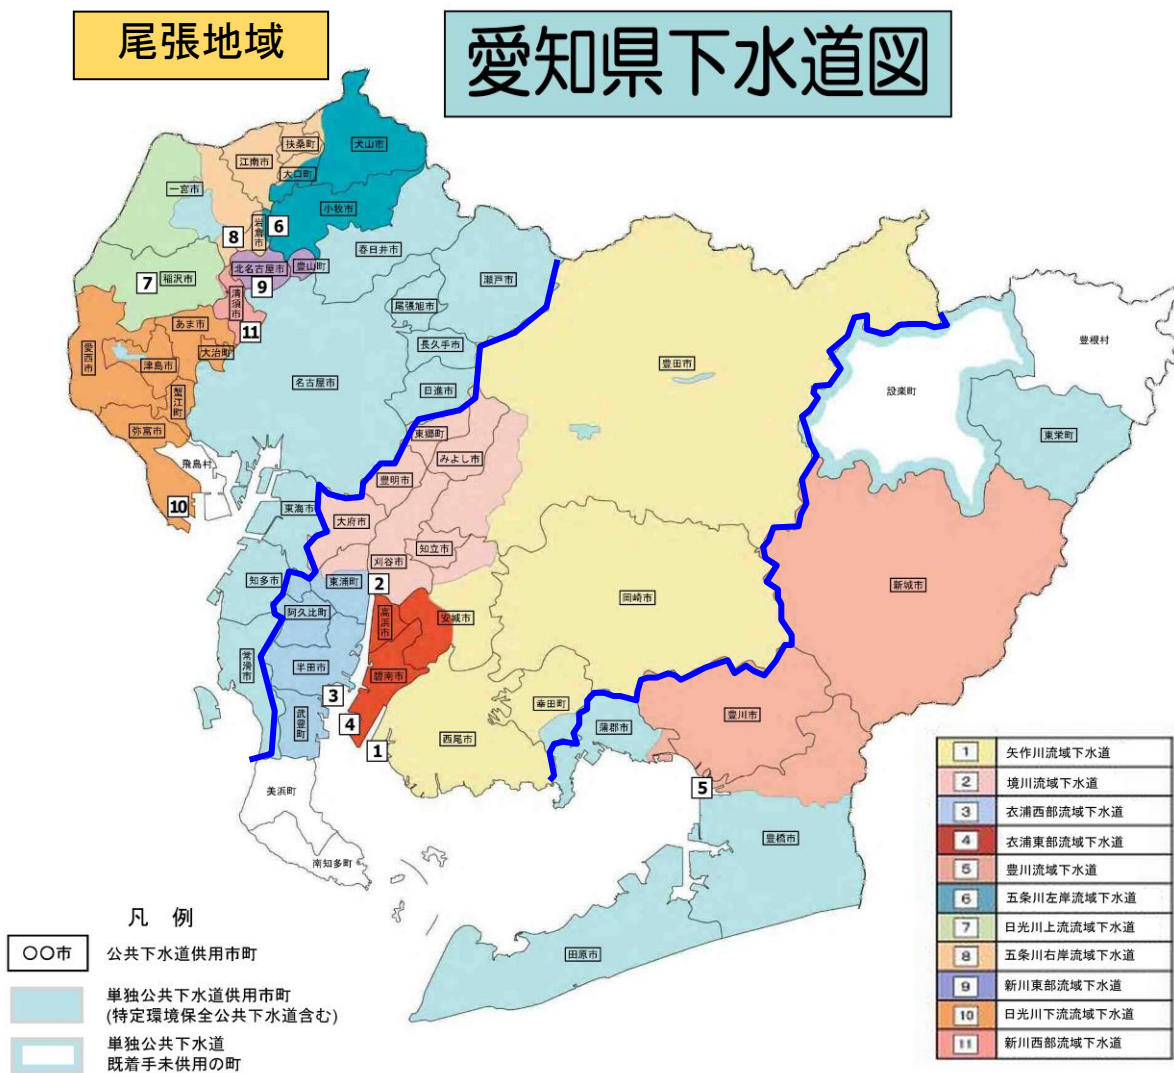 尾張地域
愛知県下水道図
犬山市
扶桑町
江南市
大口町
一宮市
小牧市
岩倉市
6
8
春日井市
北名古屋市
豊山町
瀬戸市
7
稲沢市
9
清須市
尾張旭市
11
あま市
長久手市
大治町
愛西市
津島市
豊田市
豊根村
名古屋市
日進市
設楽町
蟹江町
弥富市
東郷町
東栄町
飛島村
みよし市
豊明市
10
東海市
大府市
知立市
刈谷市
知多市
東浦町
2
新城市
阿久比町
高浜市
安城市
岡崎市
常滑市
半田市
碧南市
3
幸田町
武豊町
4
豊川市
蒲郡市
西尾市
1
5
美浜町
豊橋市
南知多町
田原市
凡 例
○○市
公共下水道供用市町
単独公共下水道供用市町
(特定環境保全公共下水道含む)
単独公共下水道
既着手未供用の町
1 矢作川流域下水道
2 境川流域下水道
3 衣浦西部流域下水道
4 衣浦東部流域下水道
5 豊川流域下水道
6 五条川左岸流域下水道
7 日光川上流流域下水道
8 五条川右岸流域下水道
9 新川東部流域下水道
10 日光川下流流域下水道
11 新川西部流域下水道